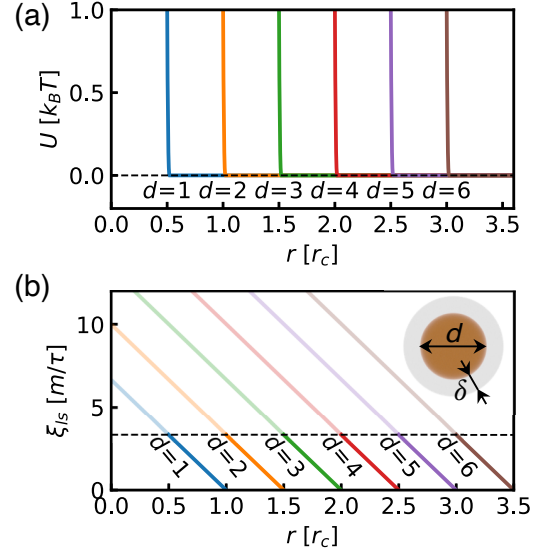 (a)
1.0
0.5
0.0
U [k_BT]
d=1 d=2 d=3 d=4 d=5 d=6
0.0 0.5 1.0 1.5 2.0 2.5 3.0 3.5
r [r_c]
(b)
10
5
0
ξ_ls [m/τ]
d
δ
d=1 d=2 d=3 d=4 d=5 d=6
0.0 0.5 1.0 1.5 2.0 2.5 3.0 3.5
r [r_c]